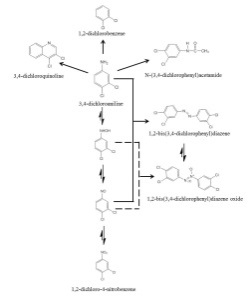 1,2-dichlorobenzene
3,4-dichloroquinoline
3,4-dichloroaniline
N-(3,4-dichlorophenyl)acetamide
1,2-bis(3,4-dichlorophenyl)diazene
1,2-bis(3,4-dichlorophenyl)diazene oxide
1,2-dichloro-4-nitrobenzene